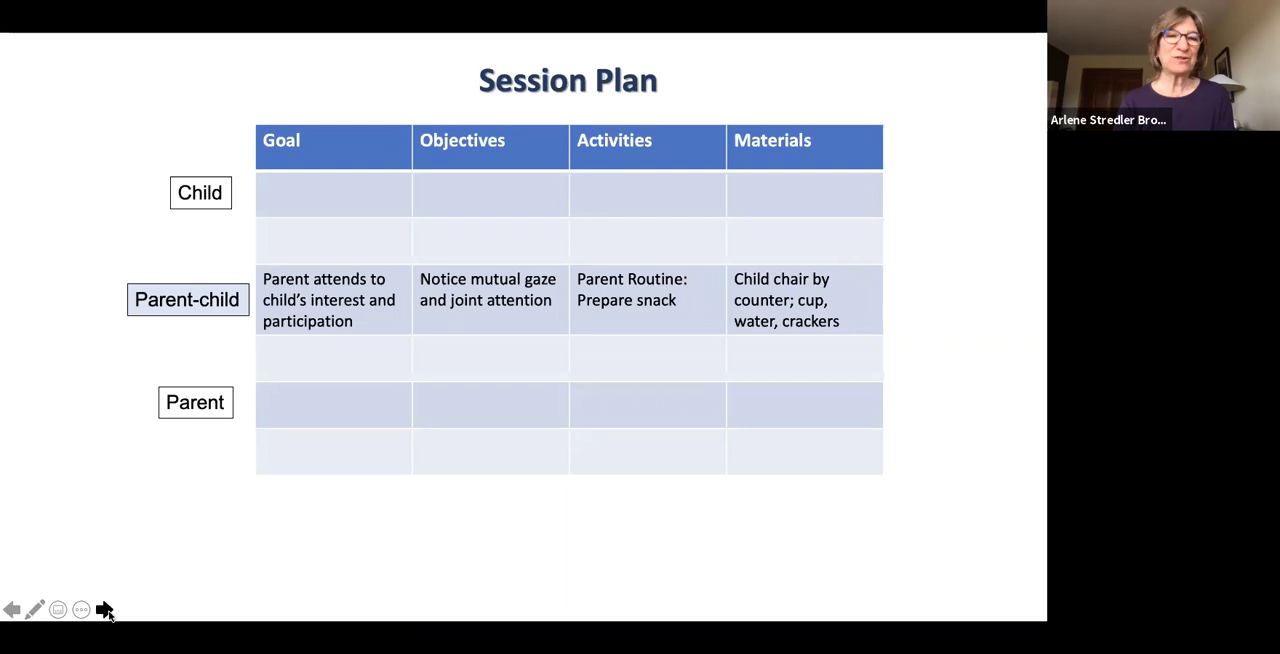 Session Plan
Goal Objectives Activities Materials
Child
Parent-child
Parent attends to
child's interest and
participation
Notice mutual gaze
and joint attention
Parent Routine:
Prepare snack
Child chair by
counter; cup,
water, crackers
Parent
Arlene Stredler Bro...